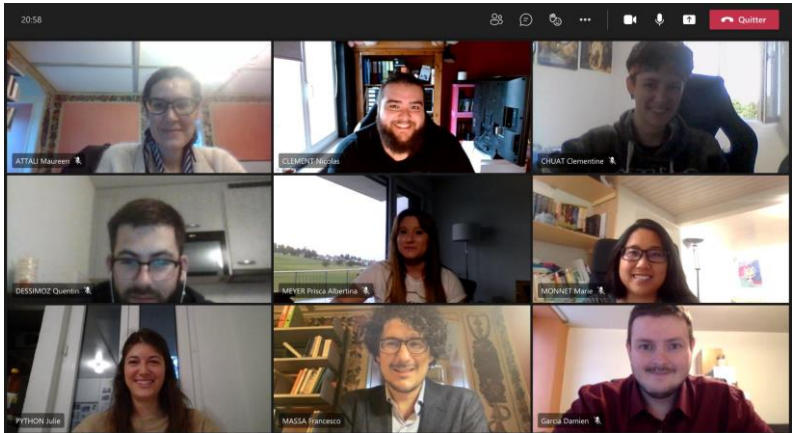 20:58
Quitter
ATTALI Maureen
CLEMENT Nicolas
CHUAT Clementine
DESSIMOZ Quentin
MEYER Prisca Albertina
MONNET Marie
PYTHON Julie
MASSA Francesco
Garcia Damien